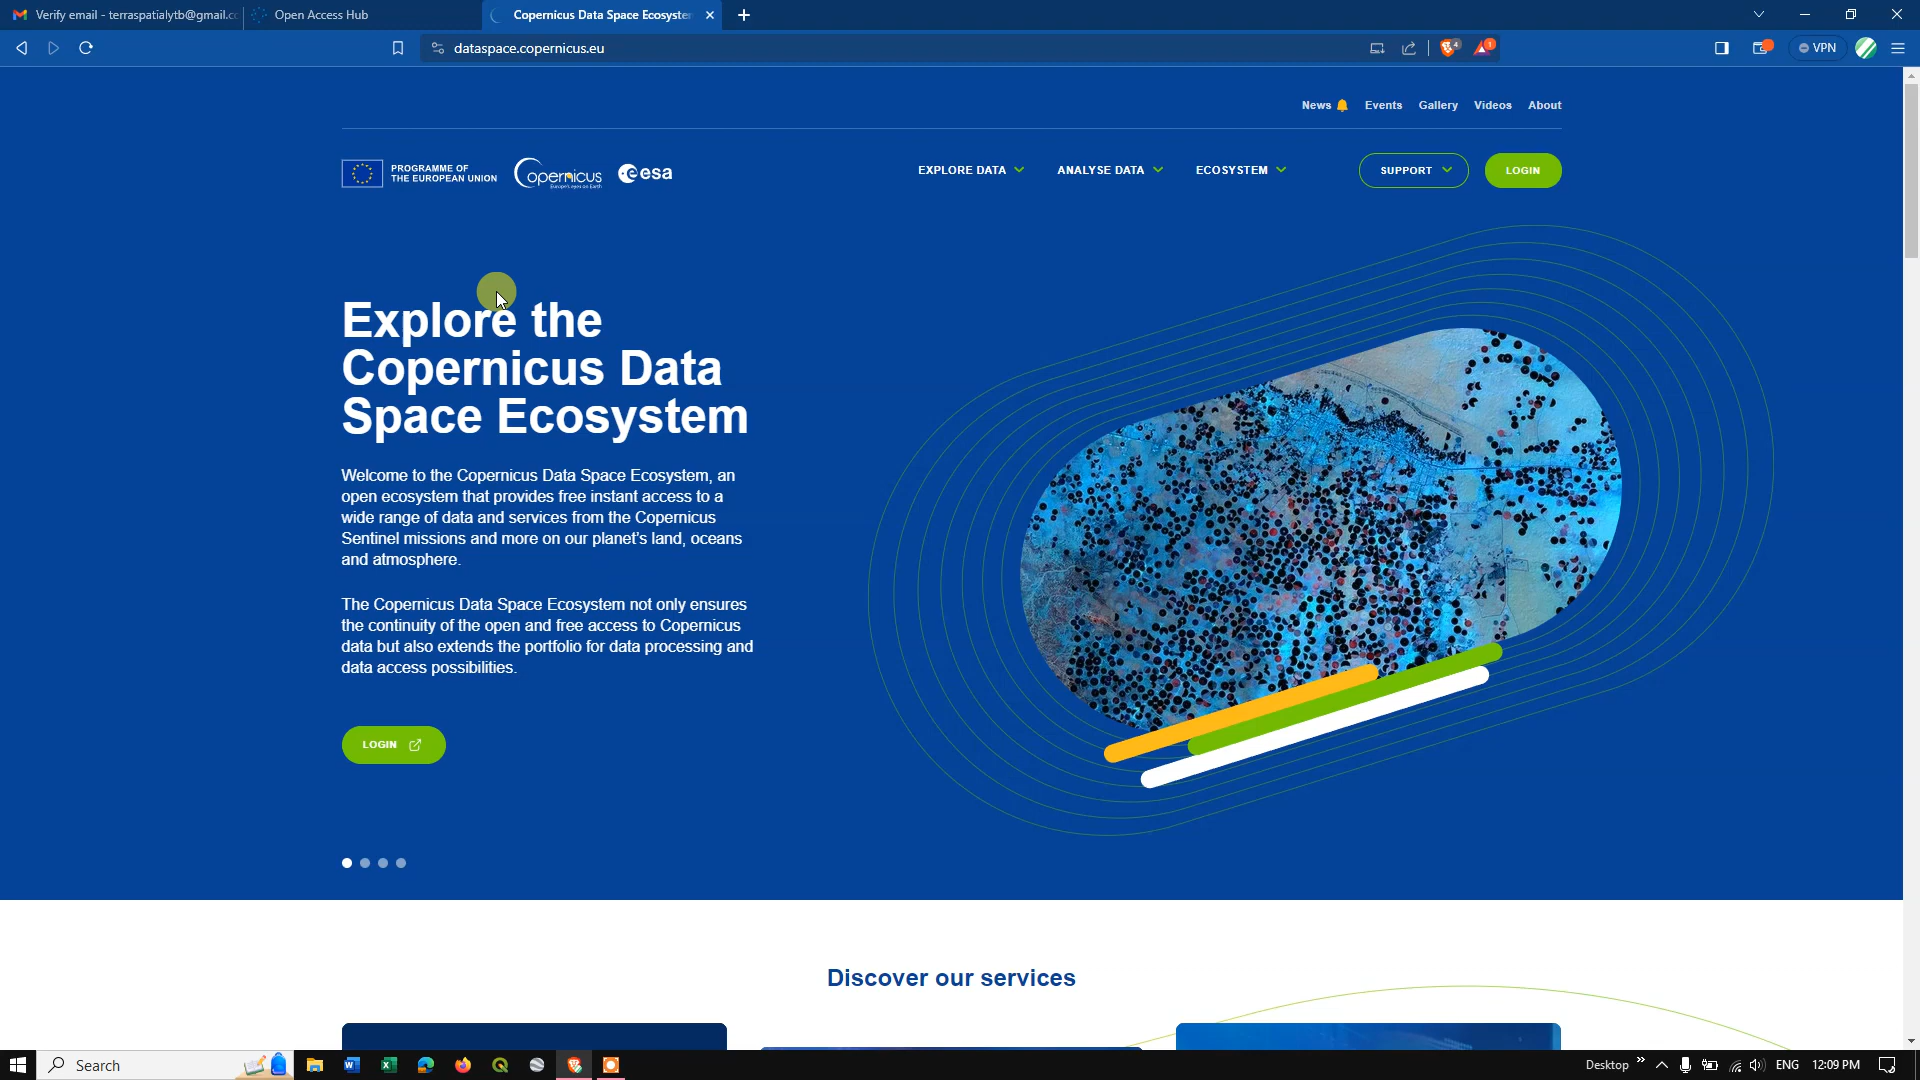 Verify email - terraspatialytb@gmail.co
Open Access Hub
Copernicus Data Space Ecosyster
dataspace.copernicus.eu
4
1
VPN
News
Events
Gallery
Videos
About
PROGRAMME OF
THE EUROPEAN UNION
opernicus
Europe's eyes on Earth
esa
EXPLORE DATA
ANALYSE DATA
ECOSYSTEM
SUPPORT
LOGIN
Explore the
Copernicus Data
Space Ecosystem
Welcome to the Copernicus Data Space Ecosystem, an
open ecosystem that provides free instant access to a
wide range of data and services from the Copernicus
Sentinel missions and more on our planet's land, oceans
and atmosphere.
The Copernicus Data Space Ecosystem not only ensures
the continuity of the open and free access to Copernicus
data but also extends the portfolio for data processing and
data access possibilities.
LOGIN
Discover our services
Search
Desktop
ENG
12:09 PM